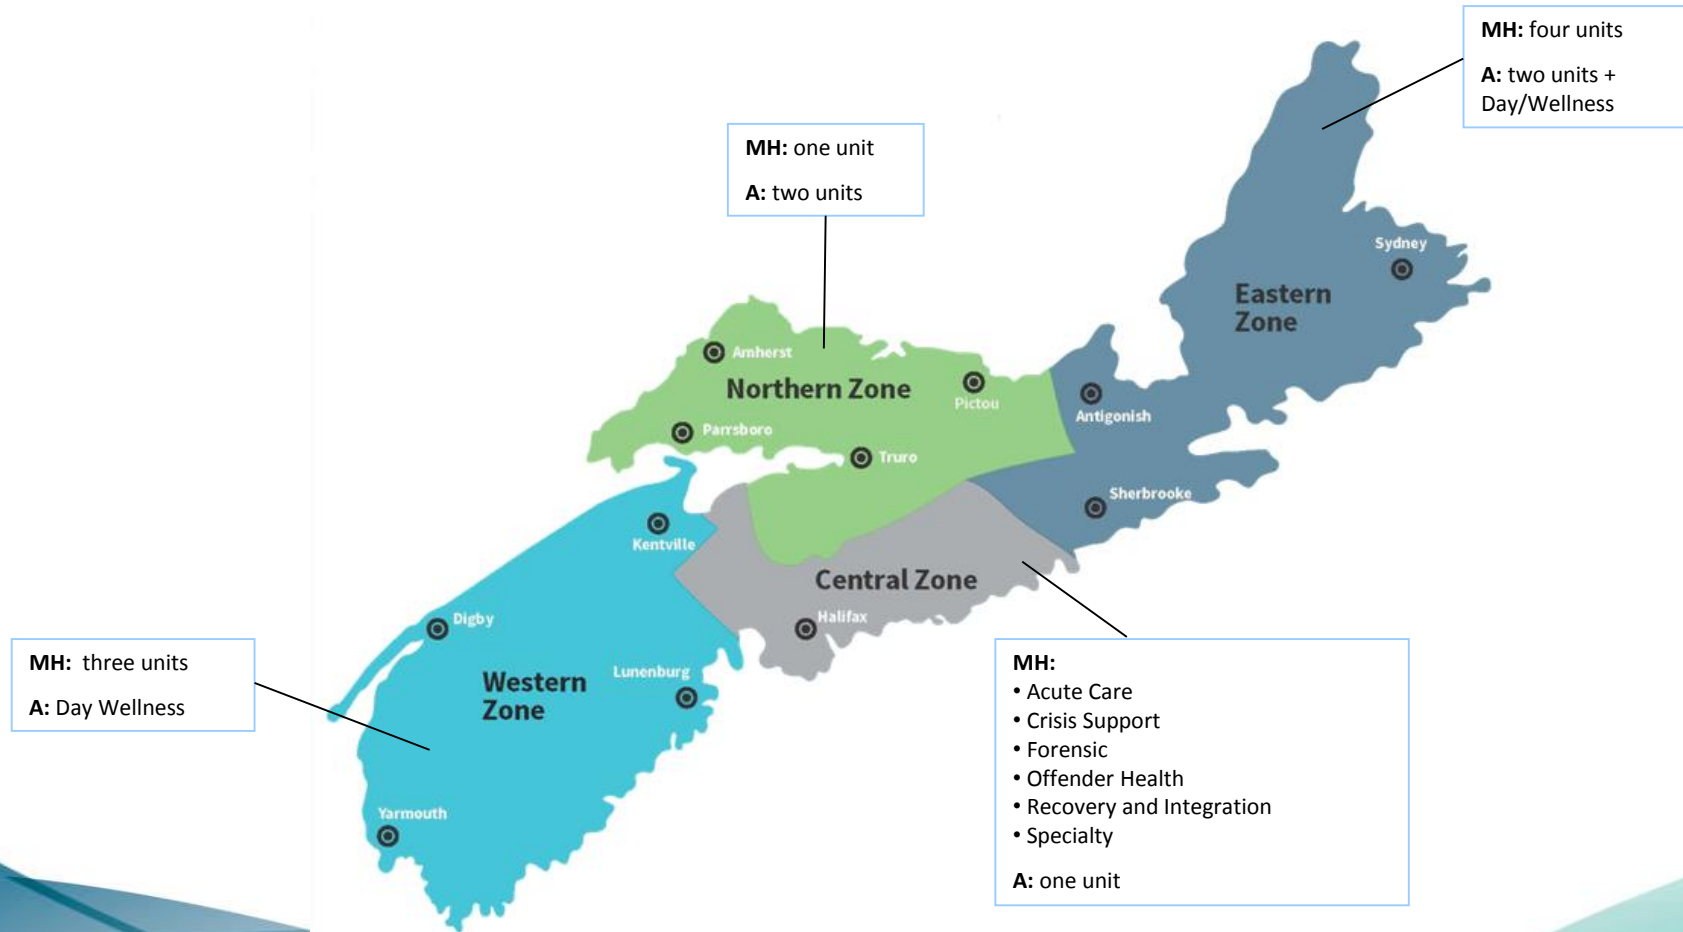 MH: four units
A: two units +
Day/Wellness
MH: one unit
A: two units
Sydney
Eastern
Zone
Amherst
Northern Zone
Pictou
Antigonish
Parrsboro
Truro
Sherbrooke
Kentville
Central Zone
Digby
Halifax
MH: three units
A: Day Wellness
Western
Zone
Lunenburg
Yarmouth
MH:
• Acute Care
• Crisis Support
• Forensic
• Offender Health
• Recovery and Integration
• Specialty
A: one unit